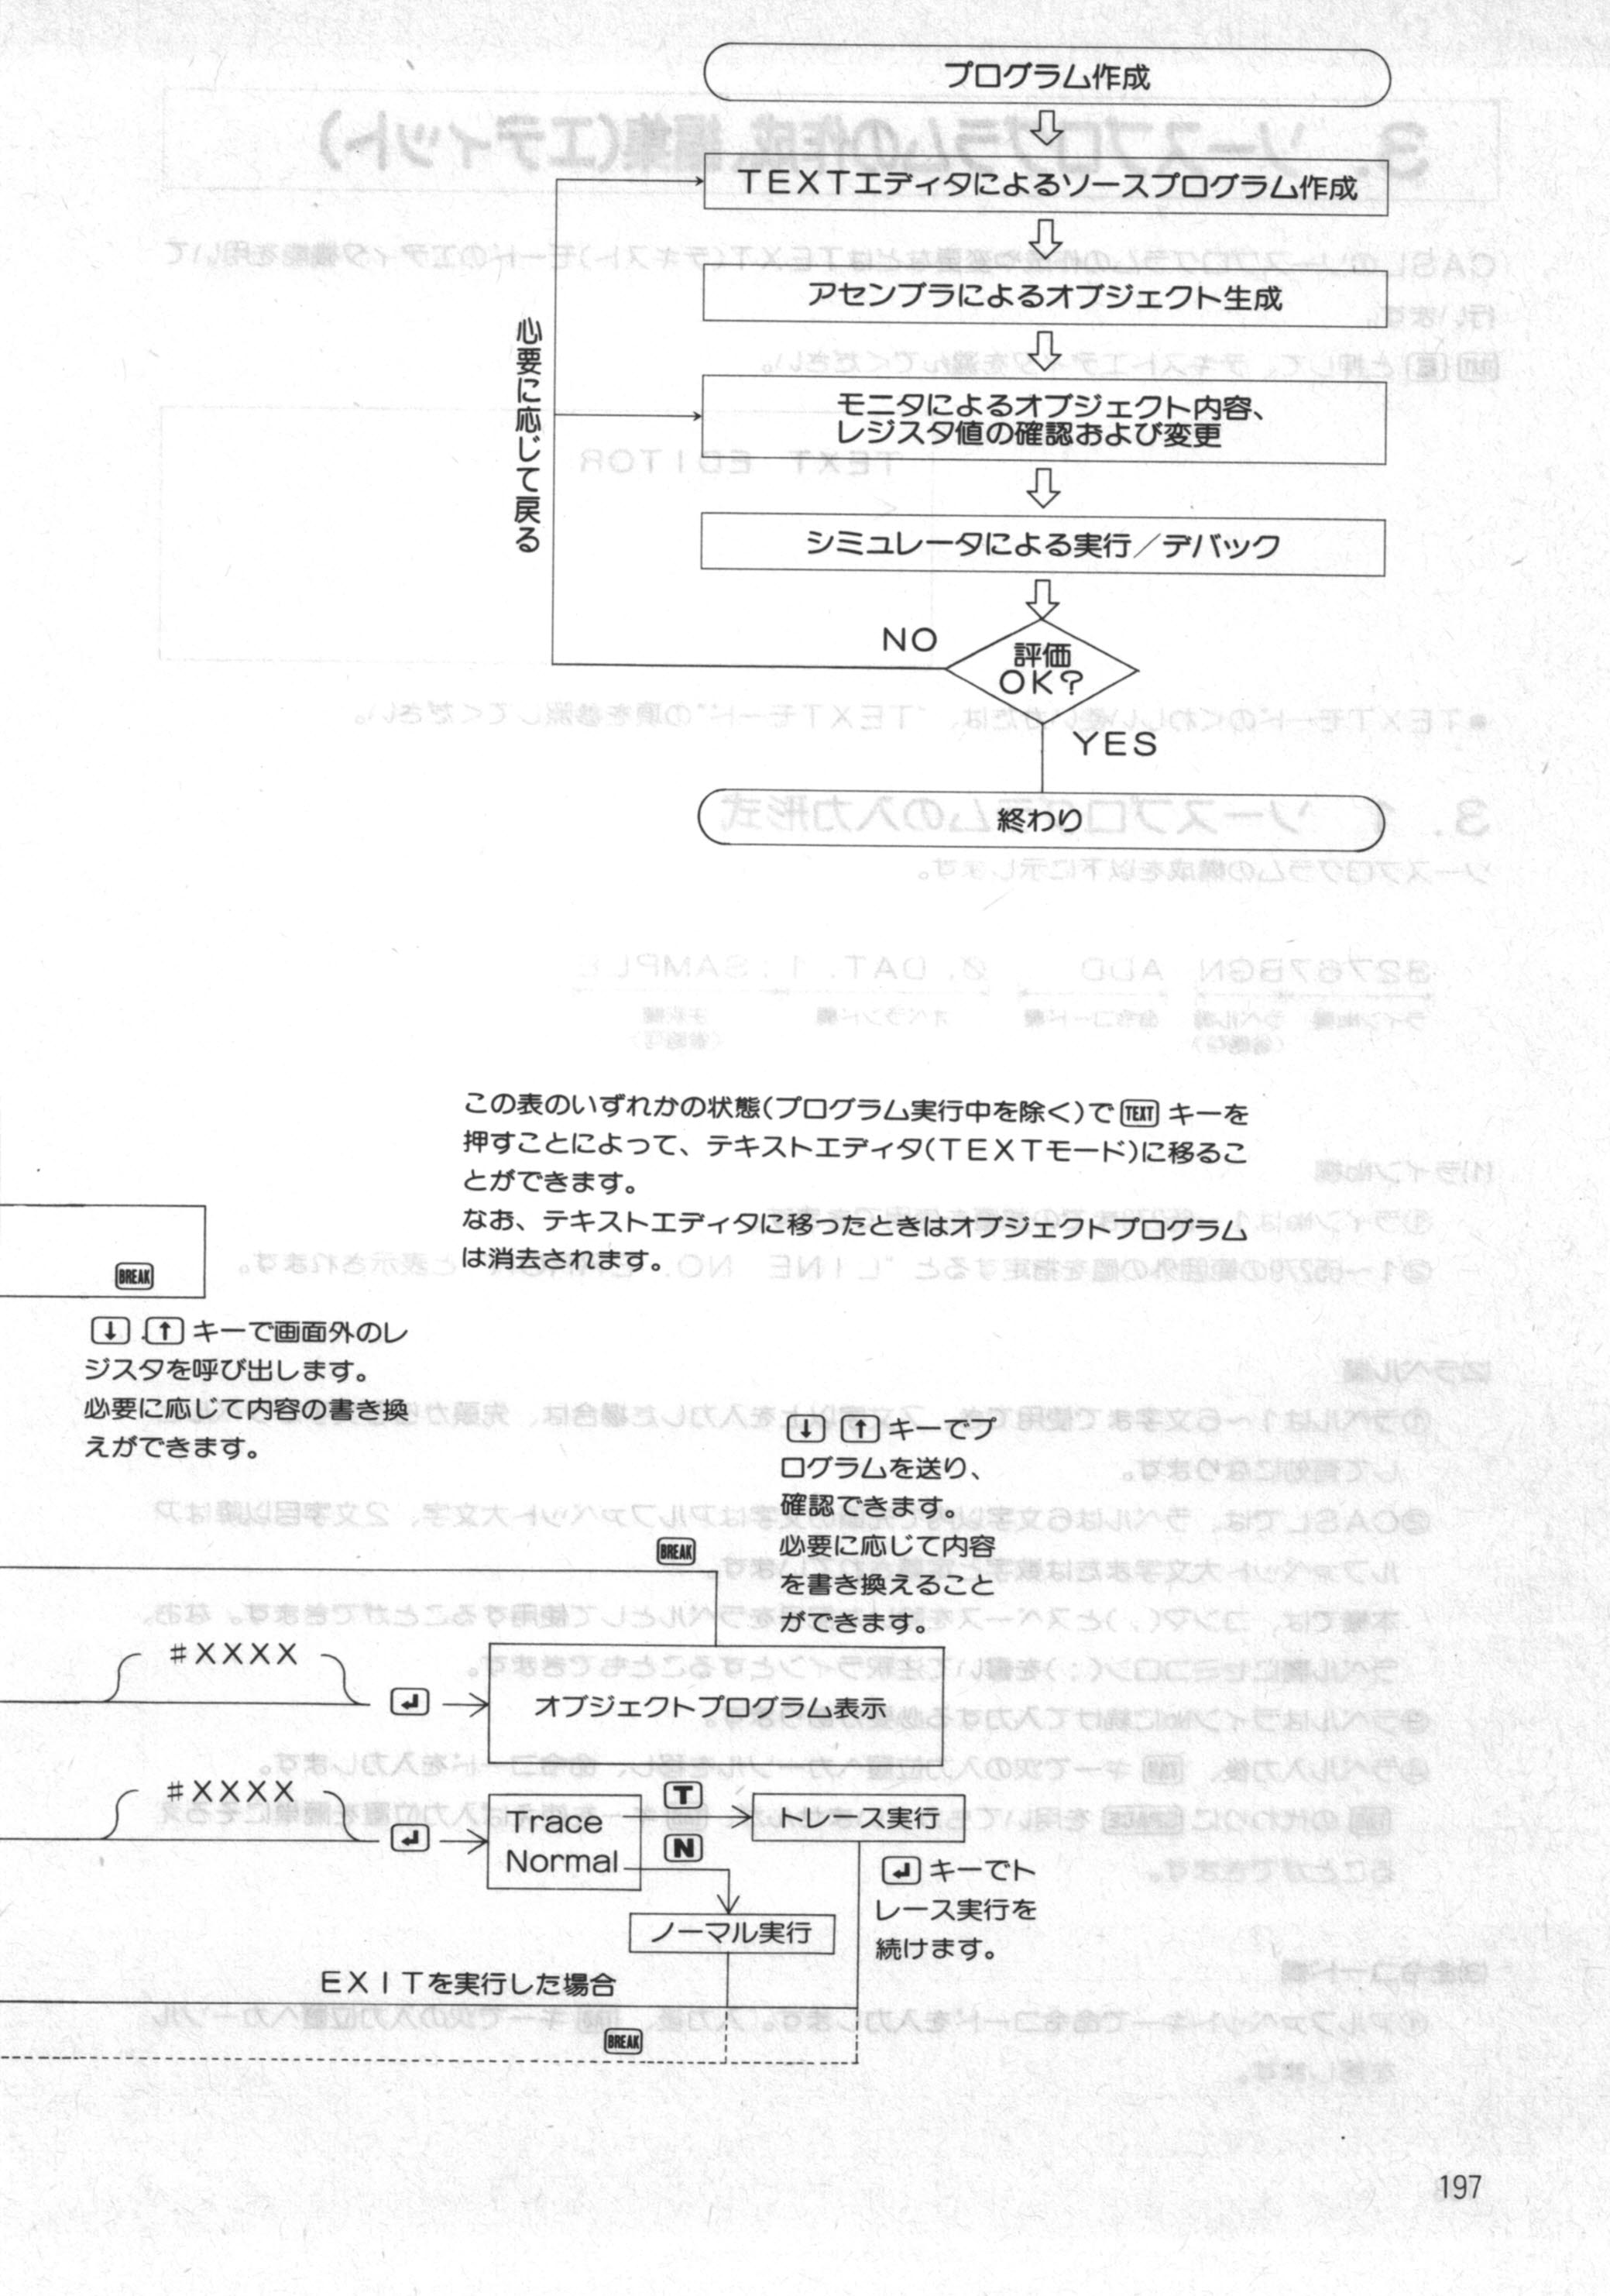 プログラム作成
TEXTエディタによるソースプログラム作成
アセンブラによるオブジェクト生成
モニタによるオブジェクト内容、
レジスタ値の確認および変更
シミュレータによる実行／デバック
評価
OK?
NO
YES
終わり
必要に応じて戻る
この表のいずれかの状態(プログラム実行中を除く)で TEXT キーを
押すことによって、テキストエディタ(TEXTモード)に移るこ
とができます。
なお、テキストエディタに移ったときはオブジェクトプログラム
は消去されます。
BREAK
↓ . ↑ キーで画面外のレ
ジスタを呼び出します。
必要に応じて内容の書き換
えができます。
↓ ↑ キーでプ
ログラムを送り、
確認できます。
必要に応じて内容
を書き換えること
ができます。
BREAK
#XXXX
オブジェクトプログラム表示
#XXXX
Trace
Normal
T
N
トレース実行
ノーマル実行
↵ キーでト
レース実行を
続けます。
EXITを実行した場合
BREAK
197